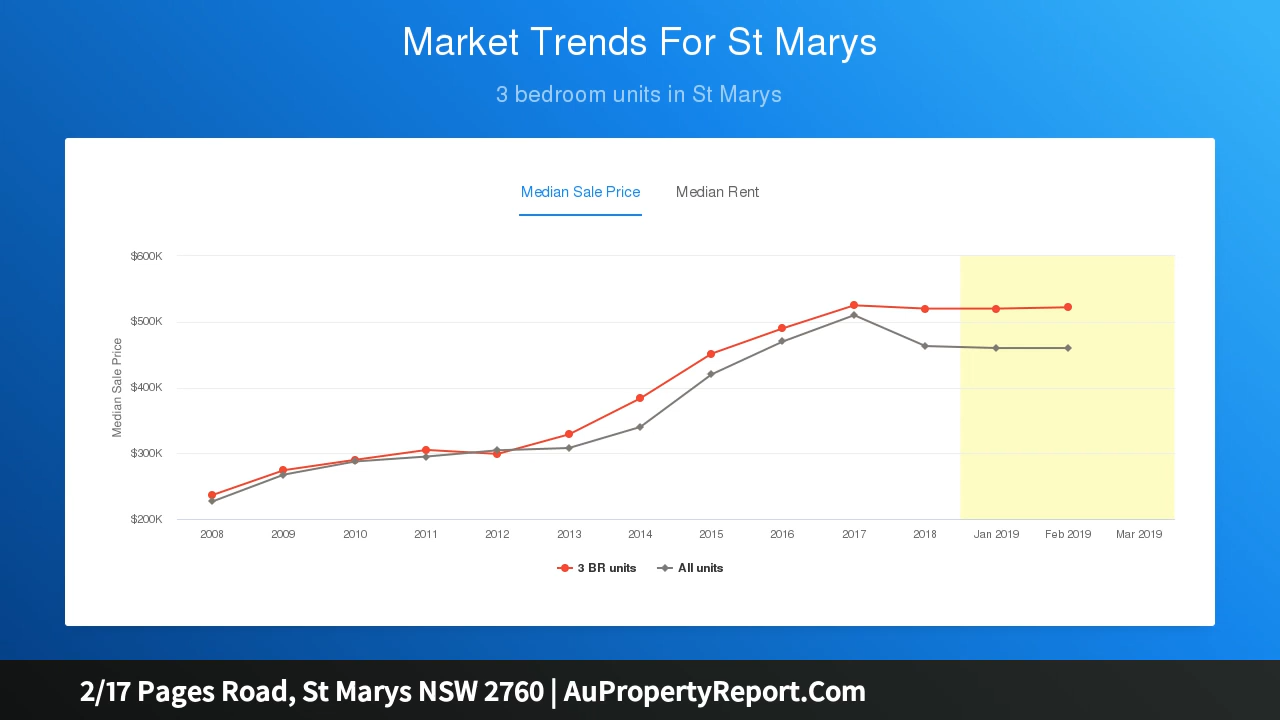 Market Trends For St Marys
3 bedroom units in St Marys
Median Sale Price Median Rent
$600K
$500K
$400K
$300K
$200K
Median Sale Price
2008 2009 2010 2011 2012 2013 2014 2015 2016 2017 2018 Jan 2019 Feb 2019 Mar 2019
3 BR units All units
2/17 Pages Road, St Marys NSW 2760 | AuPropertyReport.Com